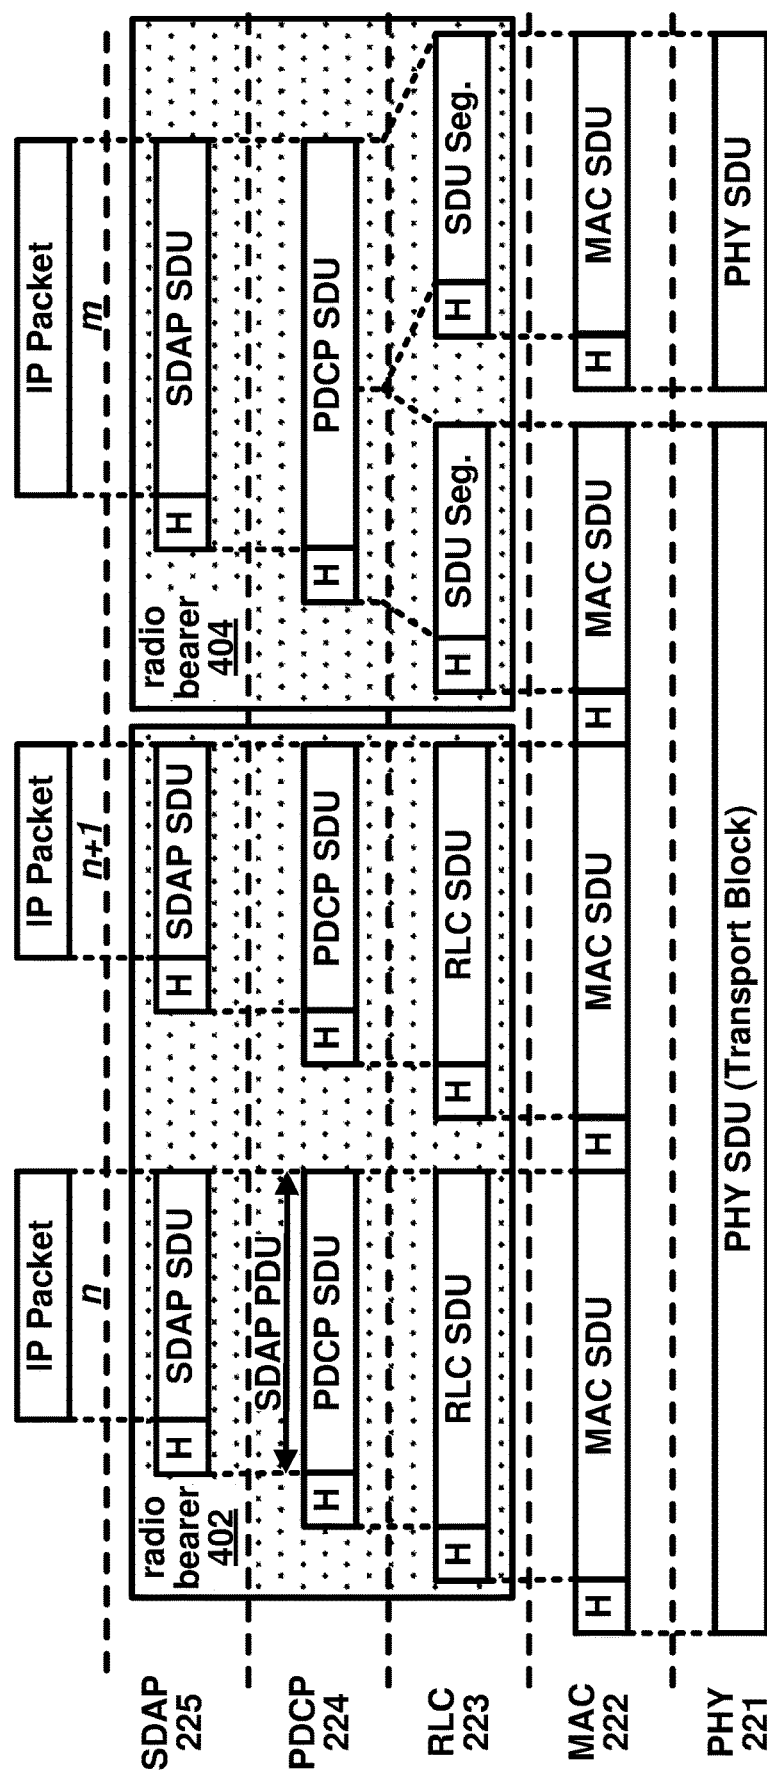 IP Packet
n
IP Packet
n+1
IP Packet
m
SDAP
225
radio
bearer
402
H
SDAP SDU
H
SDAP SDU
radio
bearer
404
H
SDAP SDU
PDCP
224
SDAP PDU
H
PDCP SDU
H
PDCP SDU
H
PDCP SDU
RLC
223
H
RLC SDU
H
RLC SDU
H
SDU Seg.
H
SDU Seg.
MAC
222
H
MAC SDU
H
MAC SDU
H
MAC SDU
H
MAC SDU
PHY
221
PHY SDU (Transport Block)
PHY SDU